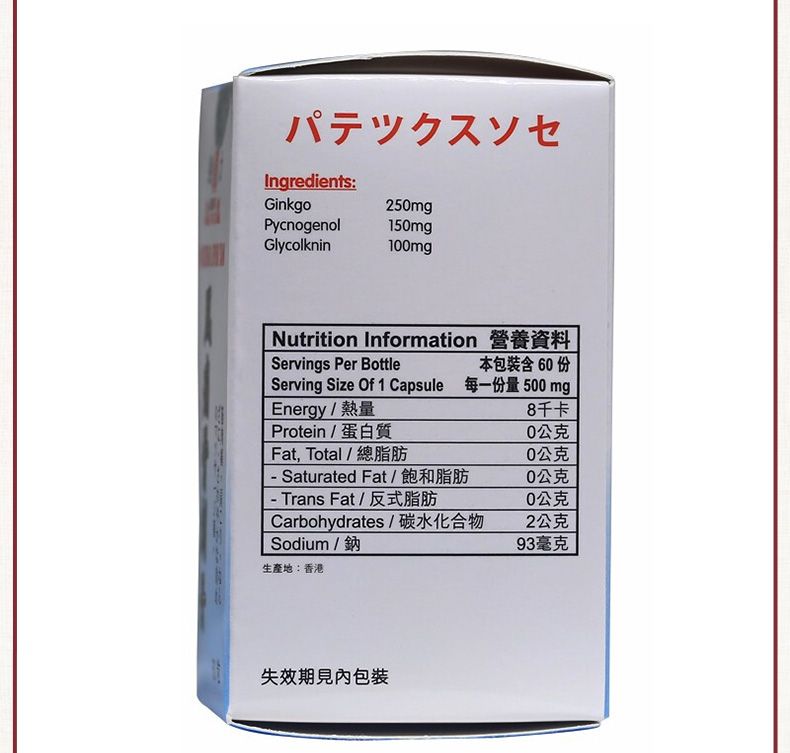 パテツクスソセ
Ingredients:
Ginkgo 250mg
Pycnogenol 150mg
Glycolknin 100mg
Nutrition Information 營養資料
Servings Per Bottle 本包裝含 60 份
Serving Size Of 1 Capsule 每一份量 500 mg
Energy / 熱量 8千卡
Protein / 蛋白質 0公克
Fat, Total / 總脂肪 0公克
- Saturated Fat / 飽和脂肪 0公克
- Trans Fat / 反式脂肪 0公克
Carbohydrates / 碳水化合物 2公克
Sodium / 鈉 93毫克
生產地：香港
失效期見內包裝